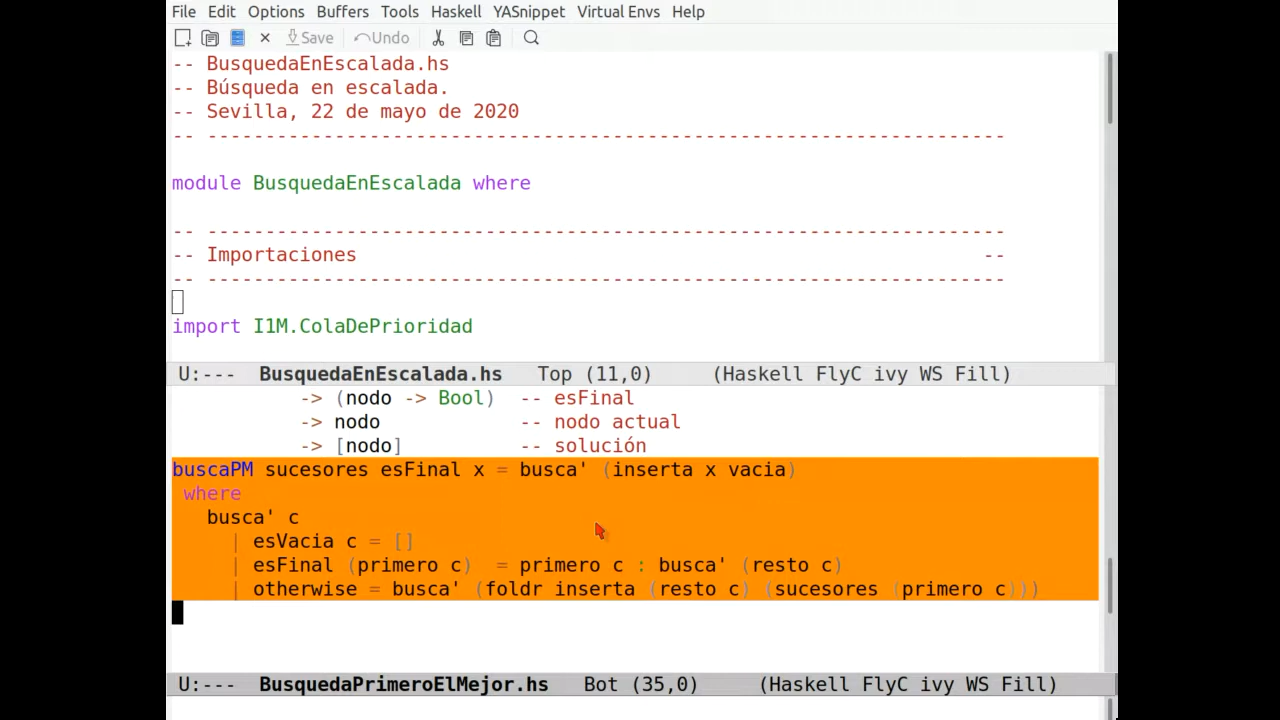 File Edit Options Buffers Tools Haskell YASnippet Virtual Envs Help
Save Undo
-- BusquedaEnEscalada.hs
-- Búsqueda en escalada.
-- Sevilla, 22 de mayo de 2020
-- ---------------------------------------------------------------------
module BusquedaEnEscalada where
-- ---------------------------------------------------------------------
-- Importaciones                                                      --
-- ---------------------------------------------------------------------
import I1M.ColaDePrioridad
U:--- BusquedaEnEscalada.hs Top (11,0) (Haskell FlyC ivy WS Fill)
-> (nodo -> Bool) -- esFinal
-> nodo -- nodo actual
-> [nodo] -- solución
buscaPM sucesores esFinal x = busca' (inserta x vacia)
where
busca' c
| esVacia c = []
| esFinal (primero c) = primero c : busca' (resto c)
| otherwise = busca' (foldr inserta (resto c) (sucesores (primero c)))
U:--- BusquedaPrimeroElMejor.hs Bot (35,0) (Haskell FlyC ivy WS Fill)